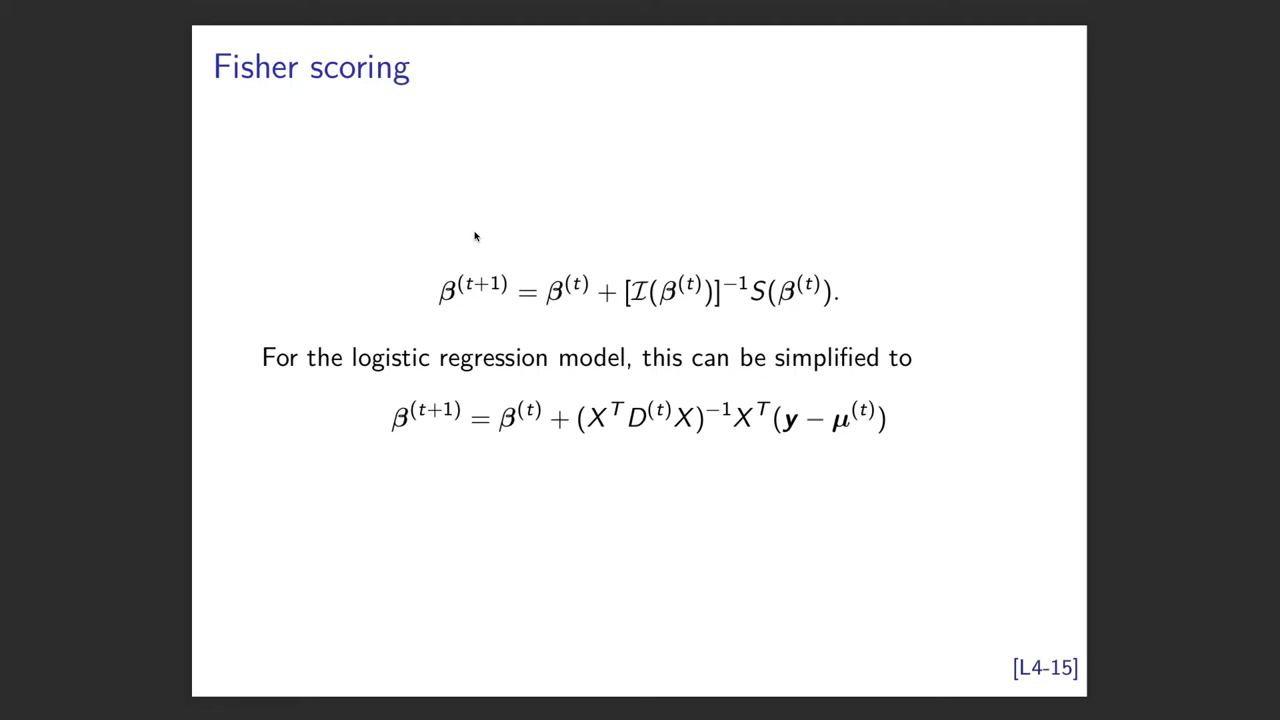 Fisher scoring
β^(t+1) = β^(t) + [ℐ(β^(t))]^−1 S(β^(t)).
For the logistic regression model, this can be simplified to
β^(t+1) = β^(t) + (X^T D^(t) X)^−1 X^T (y − μ^(t))
[L4-15]